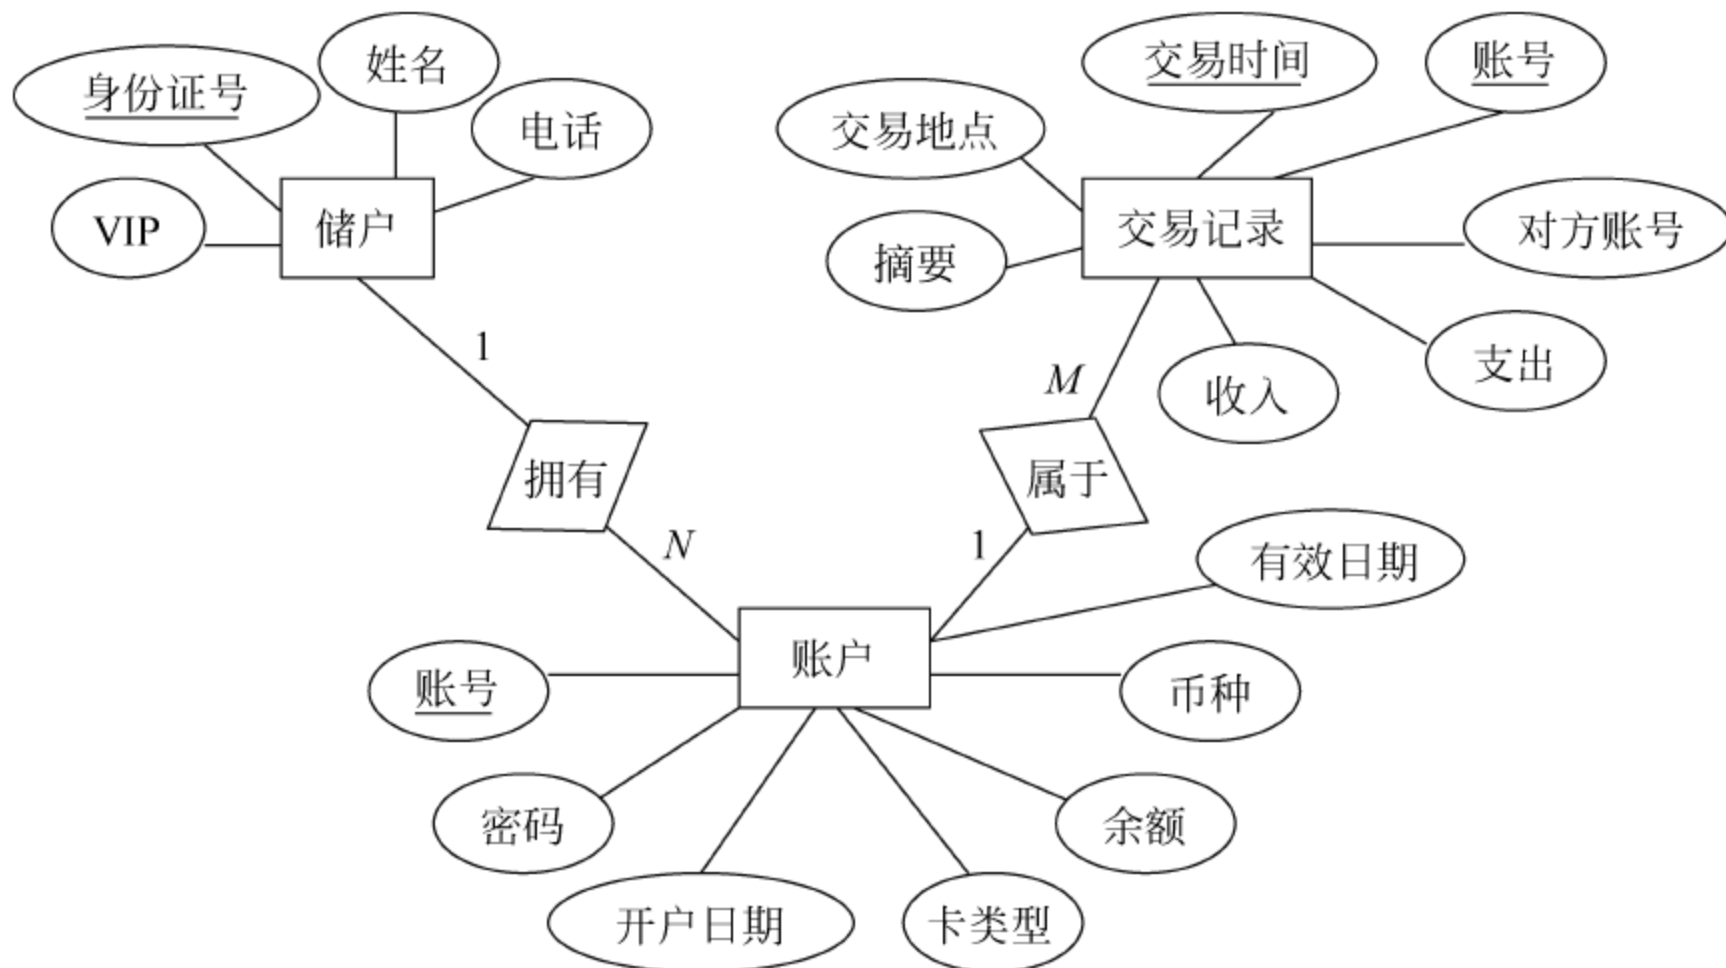 姓名
交易时间
账号
身份证号
电话
交易地点
VIP
储户
交易记录
对方账号
摘要
1
支出
M
收入
拥有
属于
N
1
有效日期
账户
账号
币种
密码
余额
开户日期
卡类型